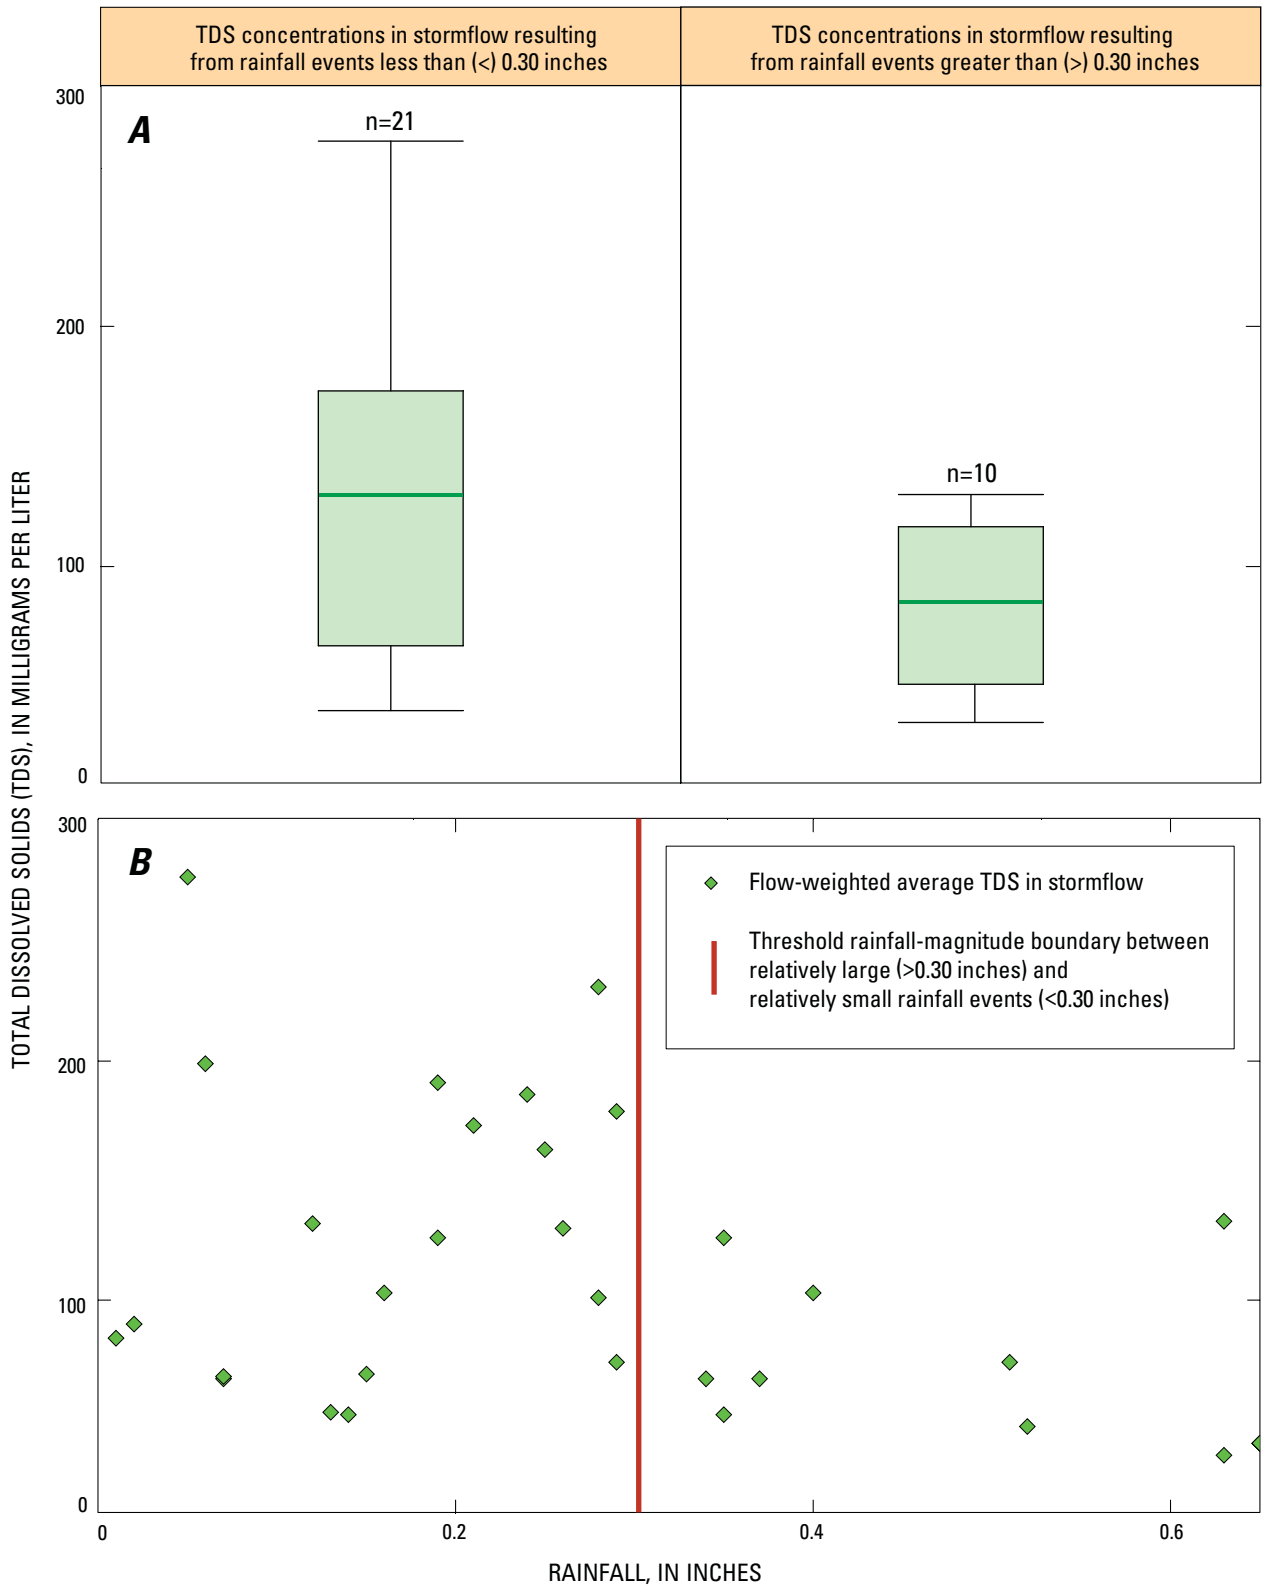 TDS concentrations in stormflow resulting
from rainfall events less than (<) 0.30 inches
TDS concentrations in stormflow resulting
from rainfall events greater than (>) 0.30 inches
TOTAL DISSOLVED SOLIDS (TDS), IN MILLIGRAMS PER LITER
300
200
100
0
A
n=21
n=10
300
200
100
0
B
Flow-weighted average TDS in stormflow
Threshold rainfall-magnitude boundary between
relatively large (>0.30 inches) and
relatively small rainfall events (<0.30 inches)
0
0.2
0.4
0.6
RAINFALL, IN INCHES